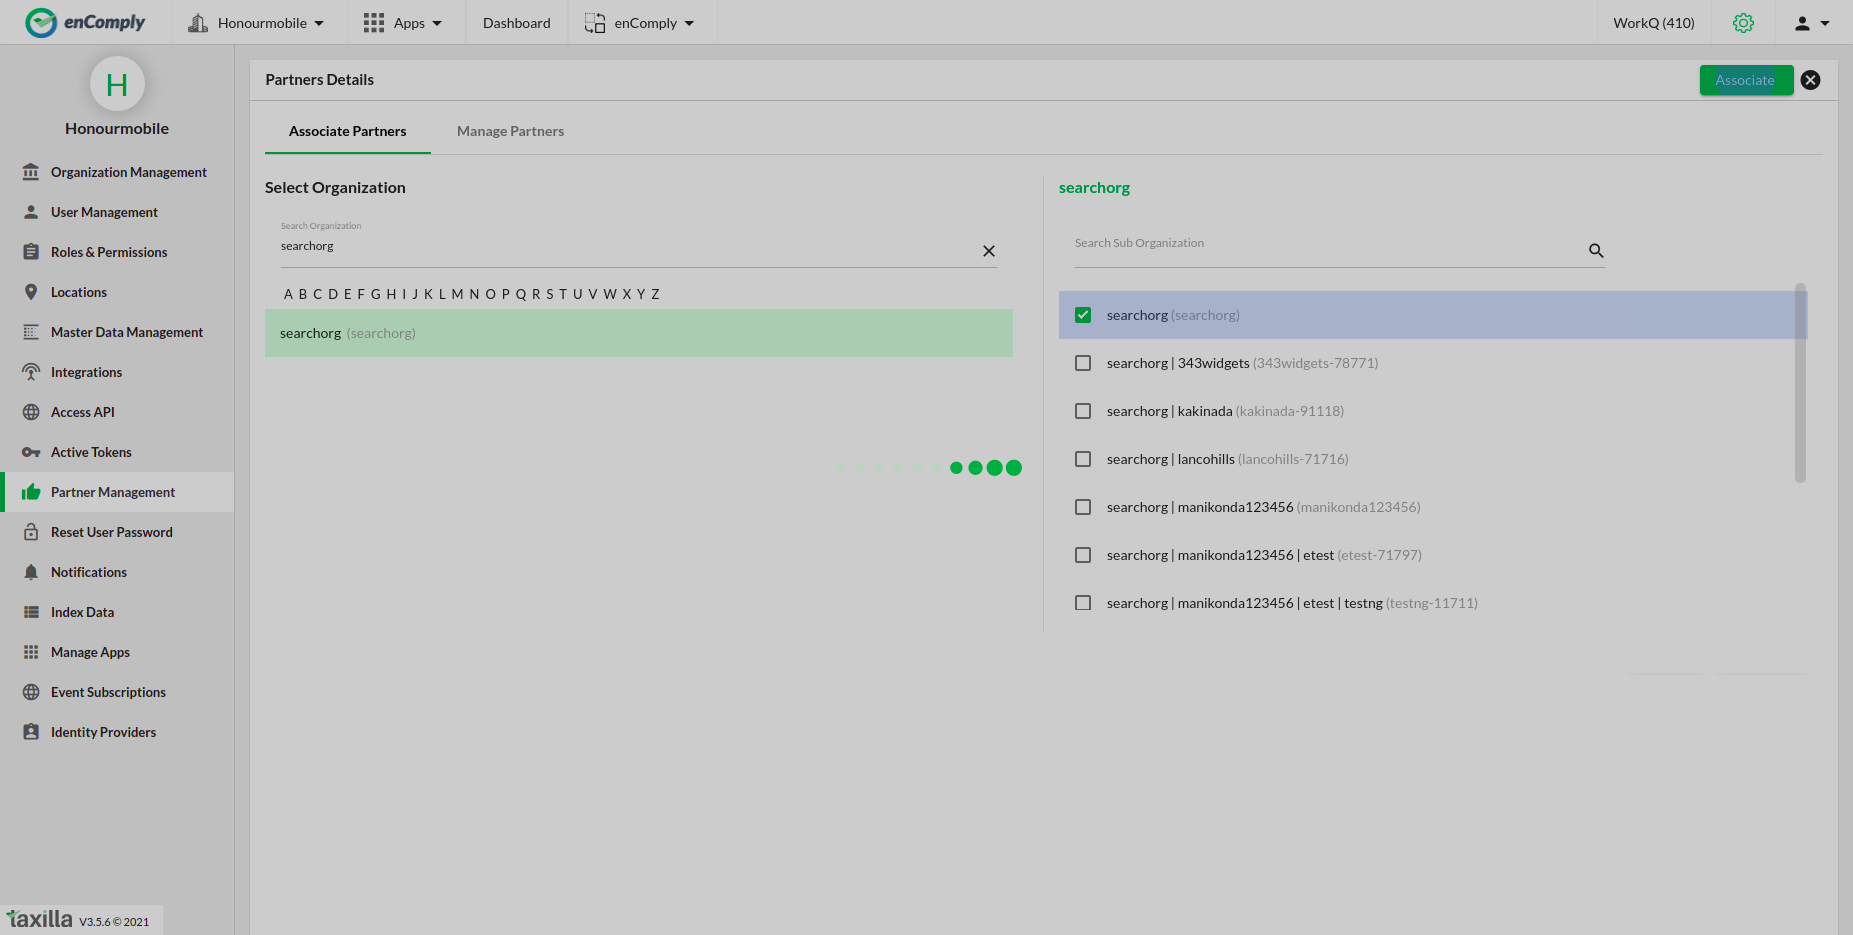 enComply
Honourmobile
Apps
Dashboard
enComply
WorkQ (410)
H
Honourmobile
Organization Management
User Management
Roles & Permissions
Locations
Master Data Management
Integrations
Access API
Active Tokens
Partner Management
Reset User Password
Notifications
Index Data
Manage Apps
Event Subscriptions
Identity Providers
taxilla V3.5.6 © 2021
Partners Details
Associate
Associate Partners
Manage Partners
Select Organization
Search Organization
searchorg
A B C D E F G H I J K L M N O P Q R S T U V W X Y Z
searchorg (searchorg)
searchorg
Search Sub Organization
searchorg (searchorg)
searchorg | 343widgets (343widgets-78771)
searchorg | kakinada (kakinada-91118)
searchorg | lancohills (lancohills-71716)
searchorg | manikonda123456 (manikonda123456)
searchorg | manikonda123456 | etest (etest-71797)
searchorg | manikonda123456 | etest | testng (testng-11711)